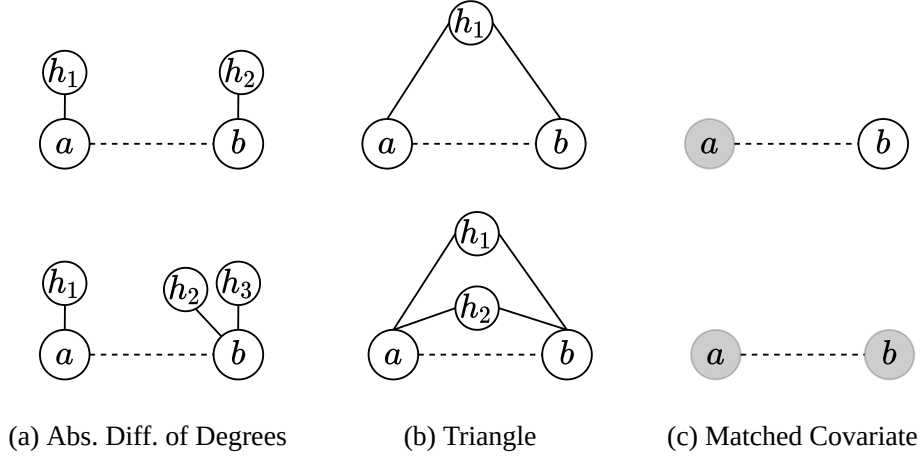 h₁ h₂ h₁
a b a b a b
h₁ h₂ h₃ h₁
h₂
a b a b a b
(a) Abs. Diff. of Degrees (b) Triangle (c) Matched Covariate